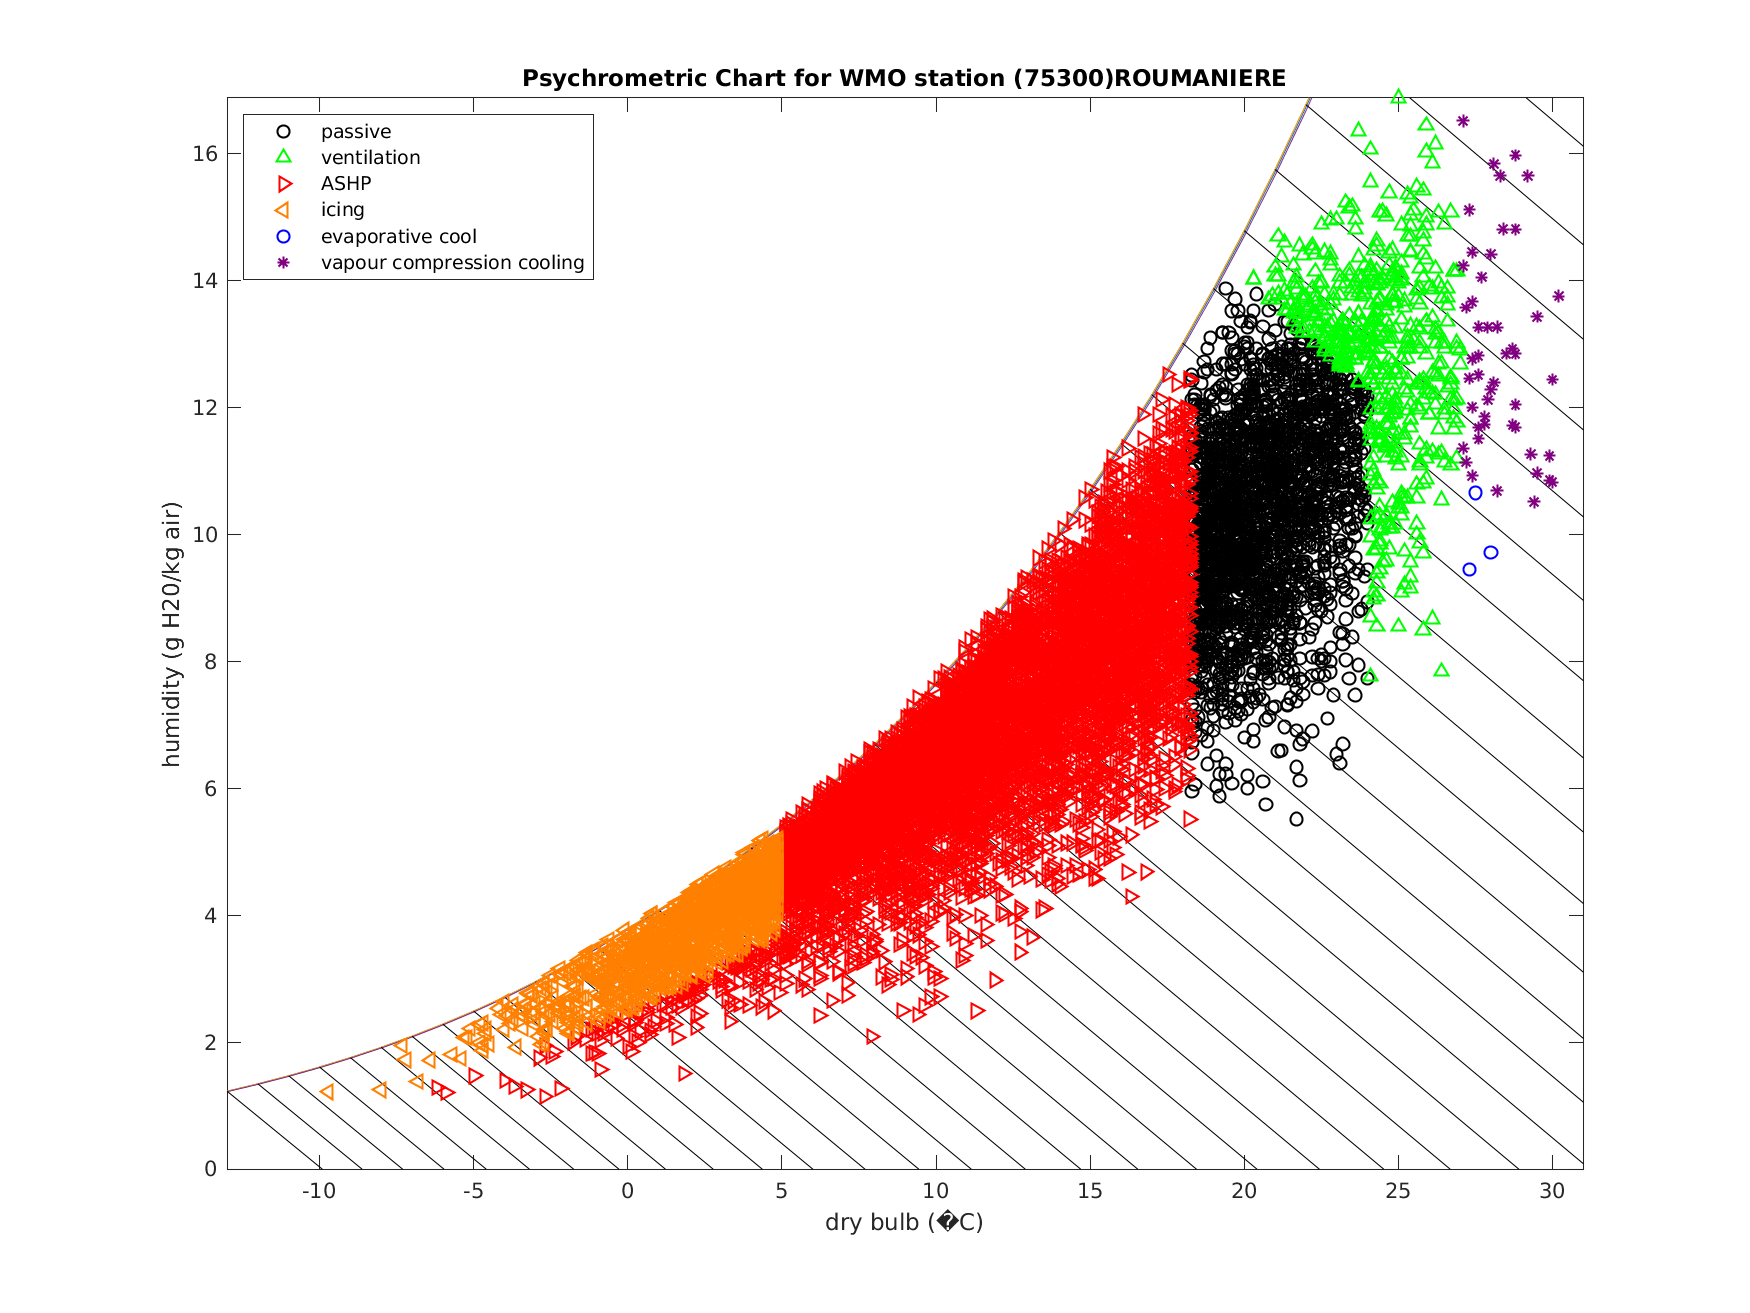 Psychrometric Chart for WMO station (75300)ROUMANIERE
passive
ventilation
ASHP
icing
evaporative cool
vapour compression cooling
humidity (g H20/kg air)
16
14
12
10
8
6
4
2
0
-10 -5 0 5 10 15 20 25 30
dry bulb (�C)